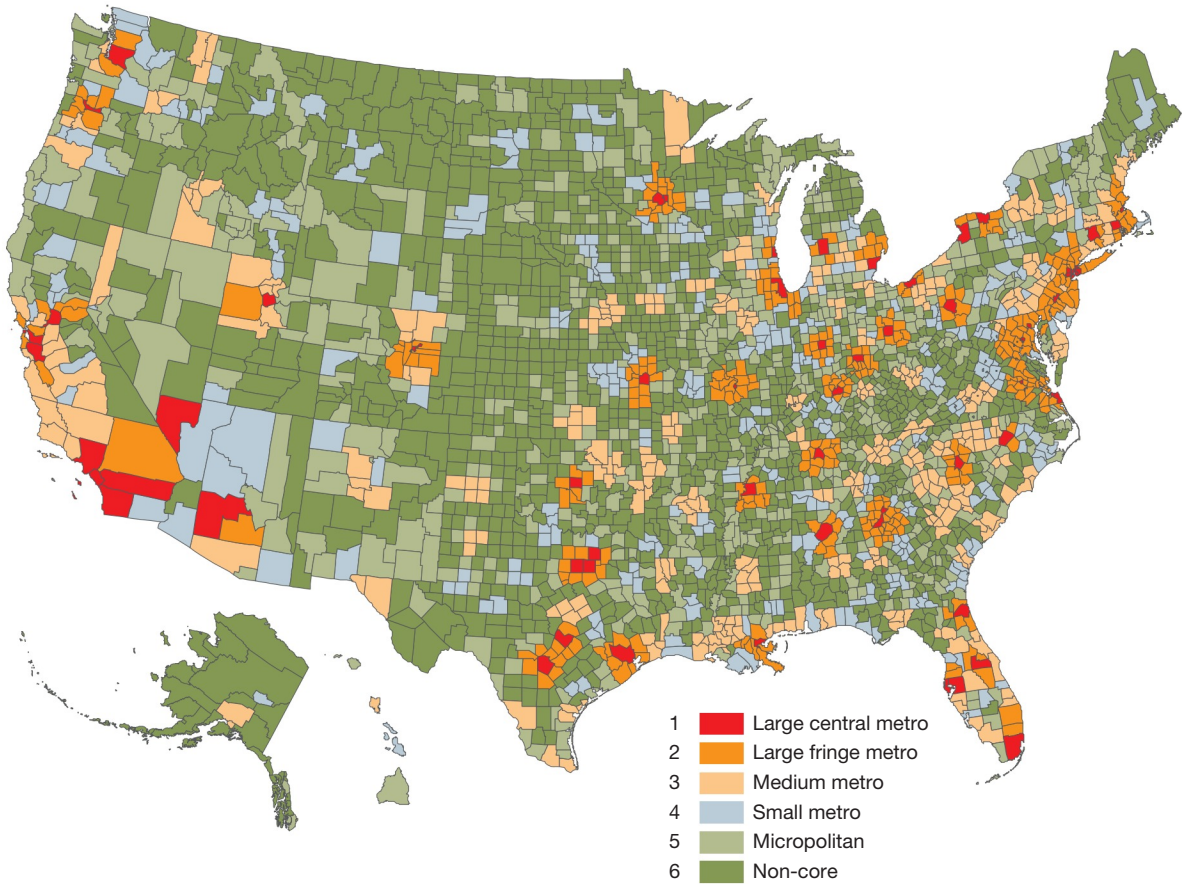 1 Large central metro
2 Large fringe metro
3 Medium metro
4 Small metro
5 Micropolitan
6 Non-core